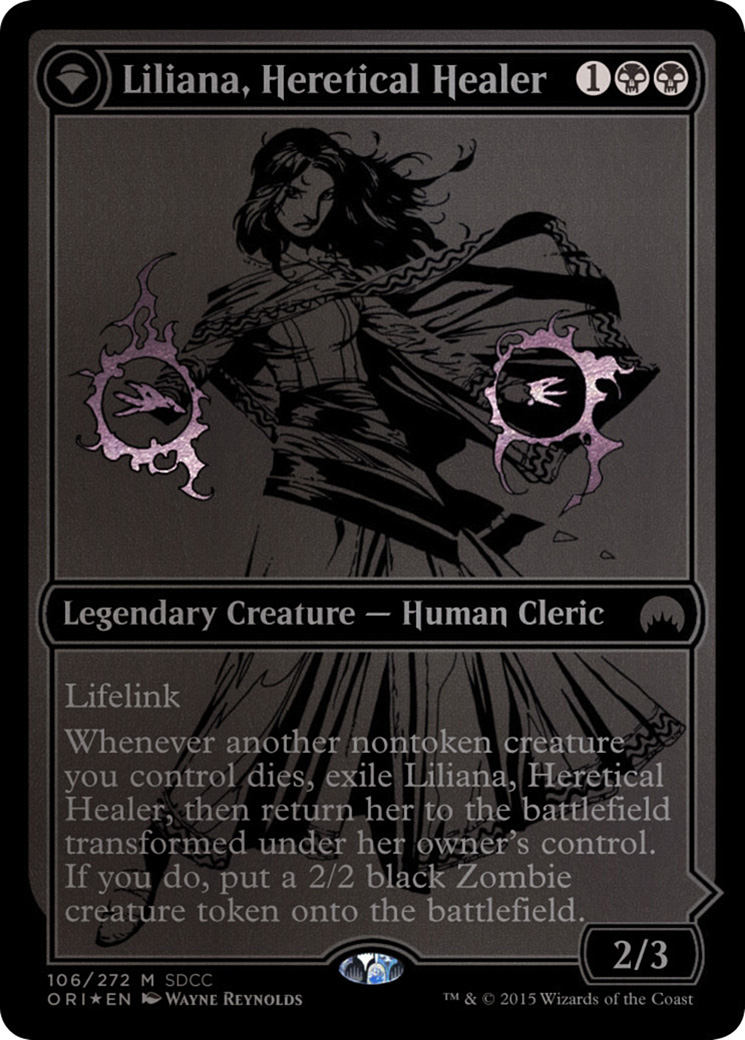 Liliana, Heretical Healer 1
Legendary Creature — Human Cleric
Lifelink
Whenever another nontoken creature
you control dies, exile Liliana, Heretical
Healer, then return her to the battlefield
transformed under her owner's control.
If you do, put a 2/2 black Zombie
creature token onto the battlefield.
2/3
106/272 M SDCC
ORI★EN Wayne Reynolds
™ & © 2015 Wizards of the Coast